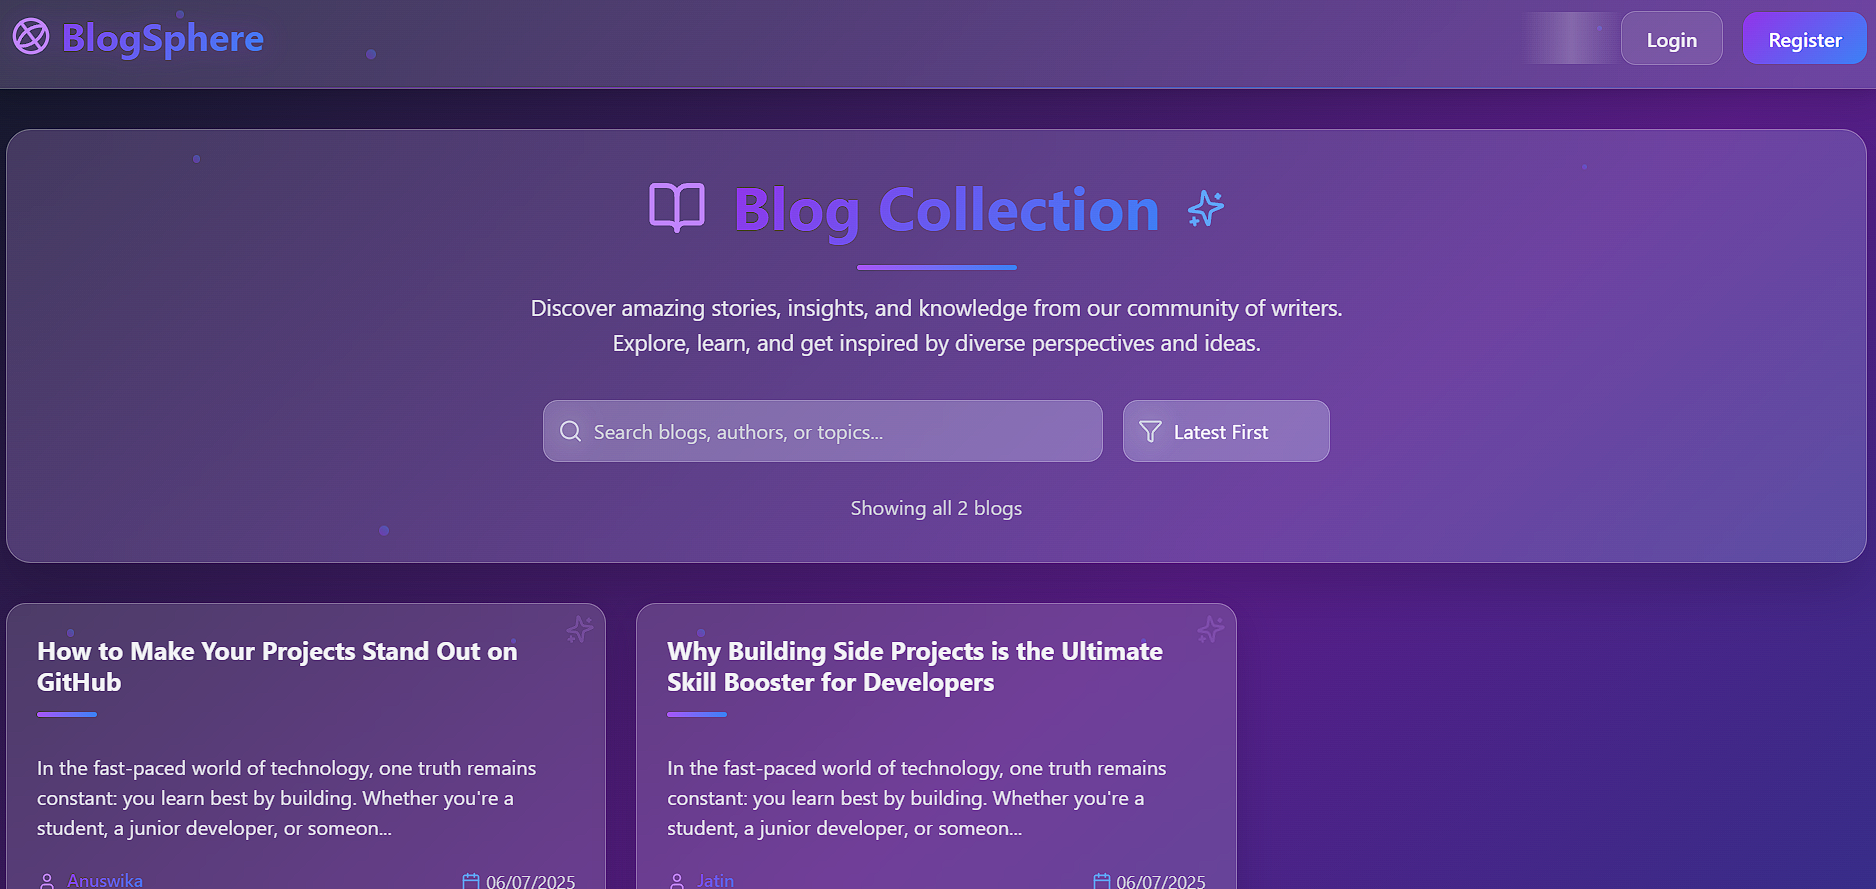 BlogSphere
Login
Register
Blog Collection
Discover amazing stories, insights, and knowledge from our community of writers.
Explore, learn, and get inspired by diverse perspectives and ideas.
Search blogs, authors, or topics...
Latest First
Showing all 2 blogs
How to Make Your Projects Stand Out on
GitHub
In the fast-paced world of technology, one truth remains
constant: you learn best by building. Whether you're a
student, a junior developer, or someon...
Anuswika
06/07/2025
Why Building Side Projects is the Ultimate
Skill Booster for Developers
In the fast-paced world of technology, one truth remains
constant: you learn best by building. Whether you're a
student, a junior developer, or someon...
Jatin
06/07/2025